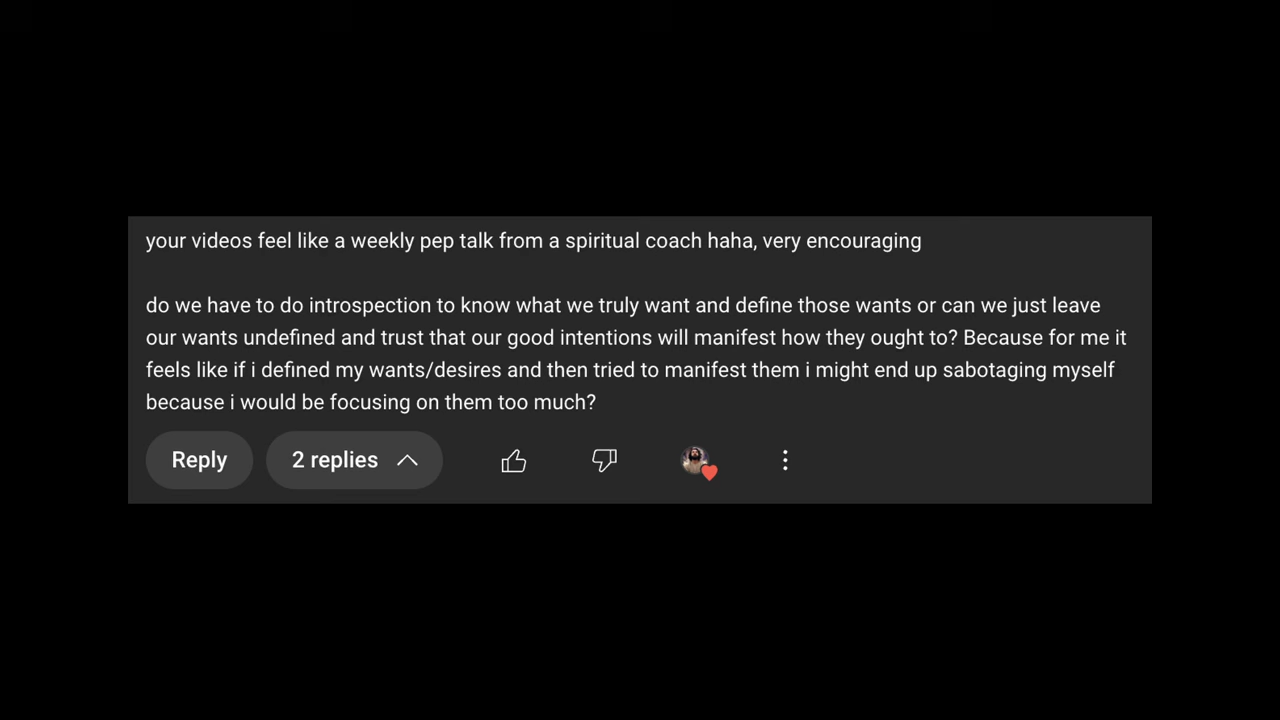 your videos feel like a weekly pep talk from a spiritual coach haha, very encouraging
do we have to do introspection to know what we truly want and define those wants or can we just leave
our wants undefined and trust that our good intentions will manifest how they ought to? Because for me it
feels like if i defined my wants/desires and then tried to manifest them i might end up sabotaging myself
because i would be focusing on them too much?
Reply
2 replies